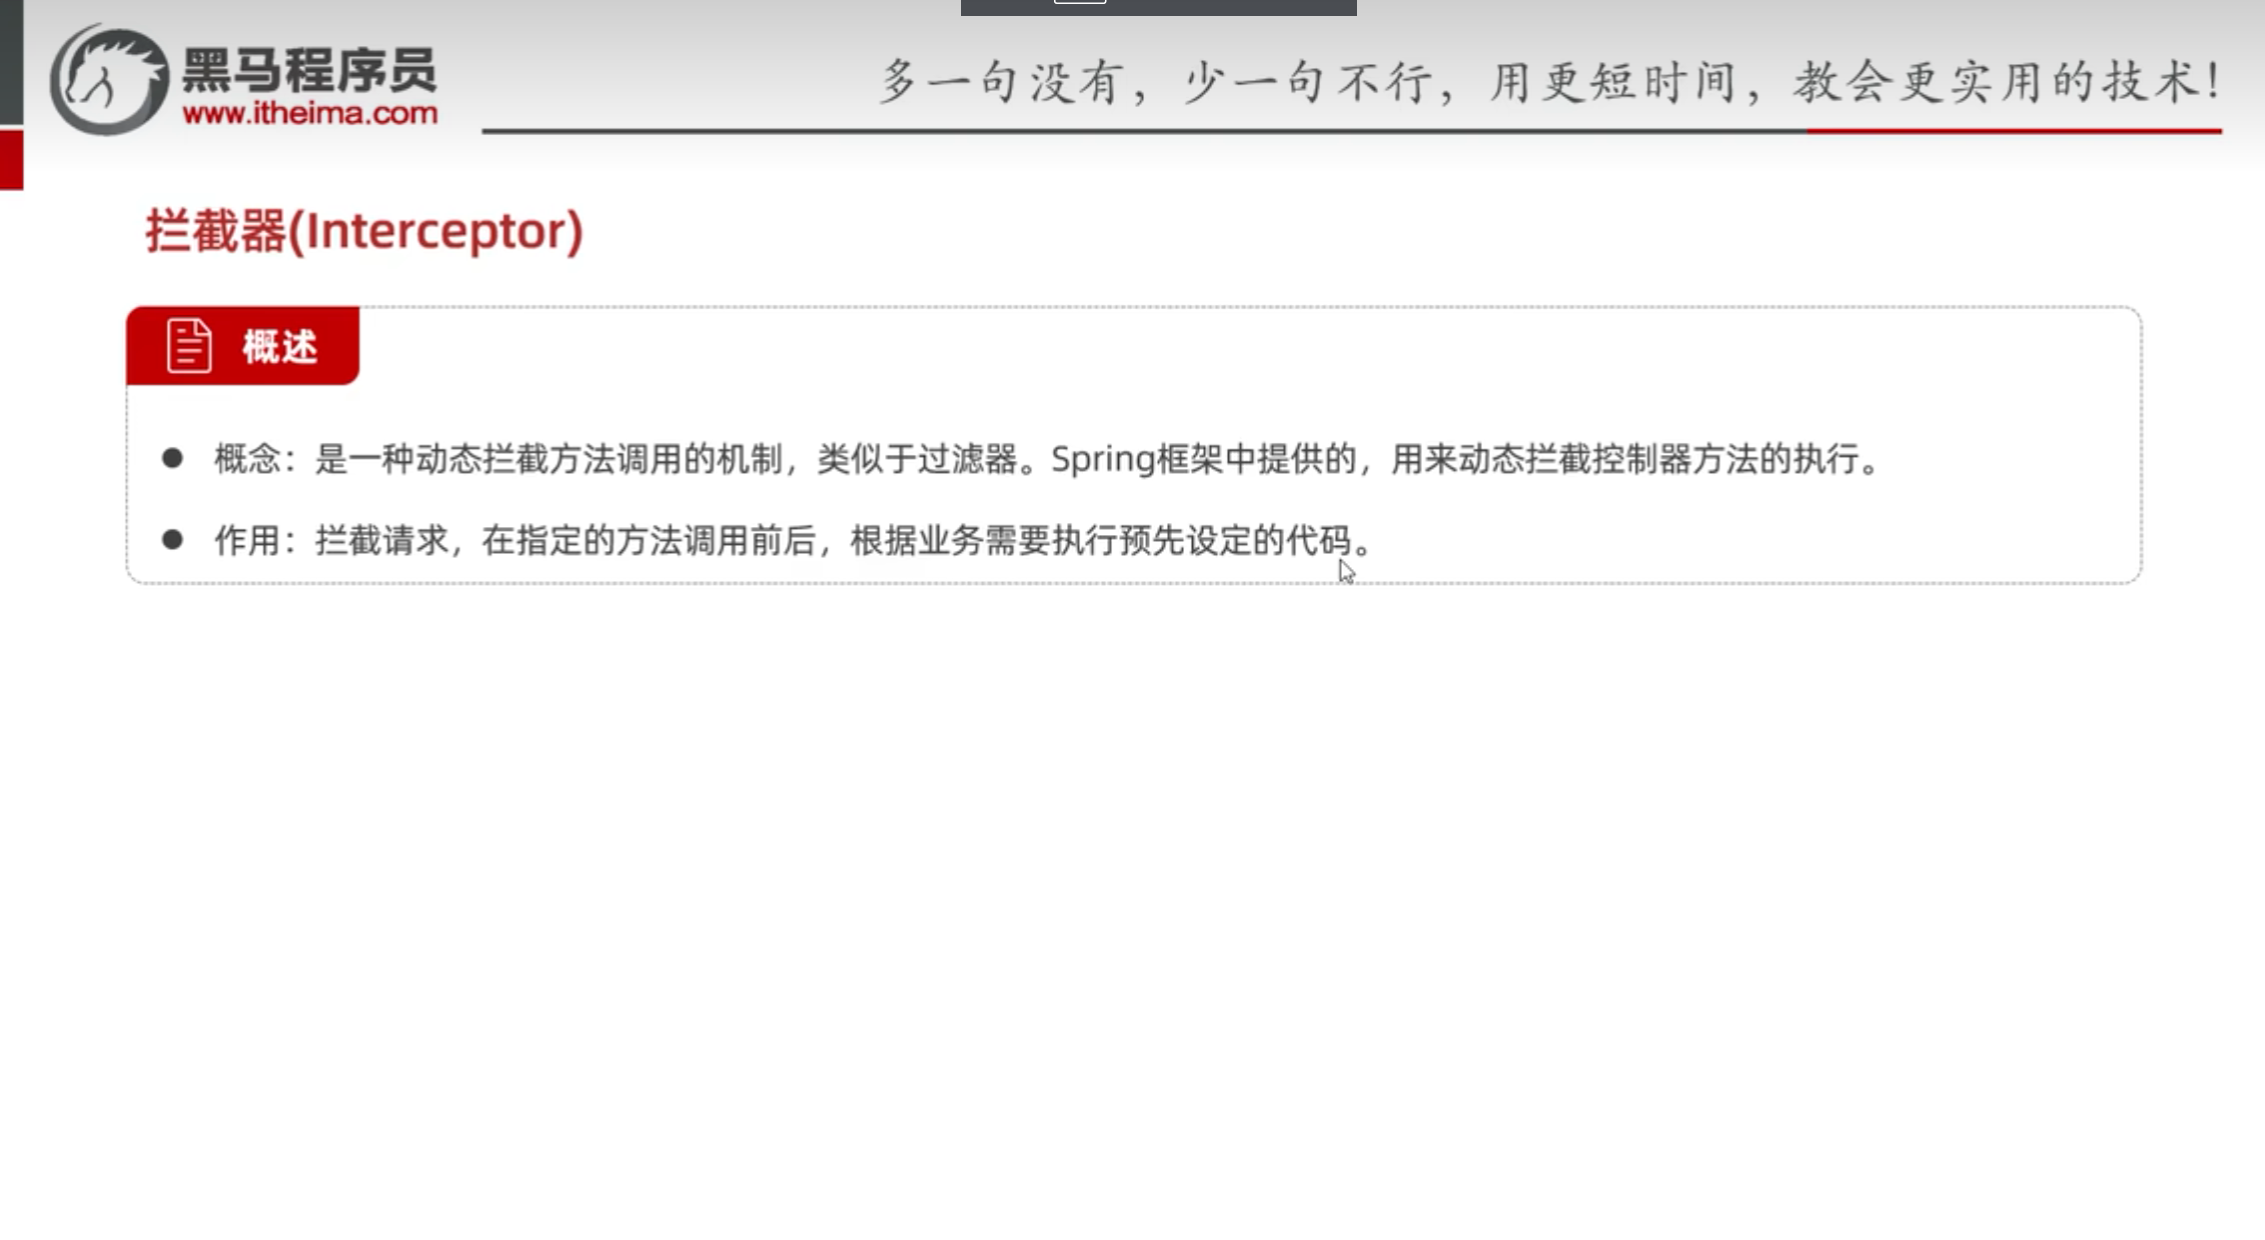 黑马程序员
www.itheima.com
多一句没有，少一句不行，用更短时间，教会更实用的技术！
拦截器(Interceptor)
概述
概念：是一种动态拦截方法调用的机制，类似于过滤器。Spring框架中提供的，用来动态拦截控制器方法的执行。
作用：拦截请求，在指定的方法调用前后，根据业务需要执行预先设定的代码。